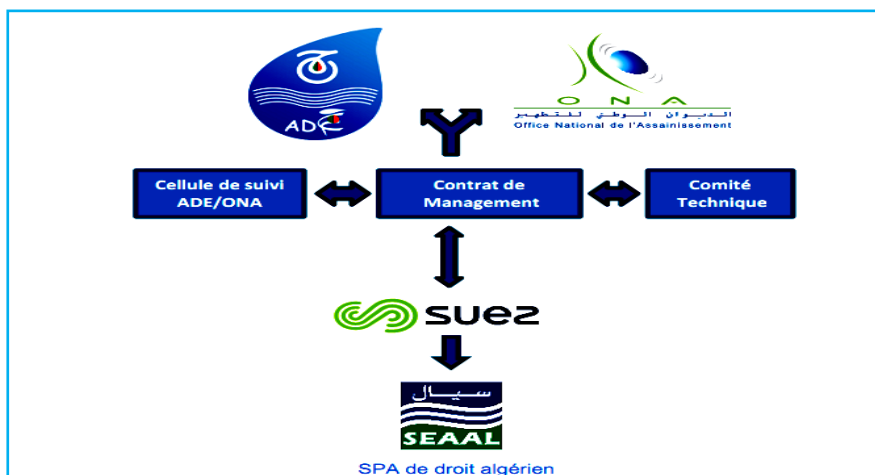 ADE
O N A
الديوان الوطني للتطهير
Office National de l'Assainissement
Cellule de suivi
ADE/ONA
Contrat de
Management
Comité
Technique
suez
سيال
SEAAL
SPA de droit algérien